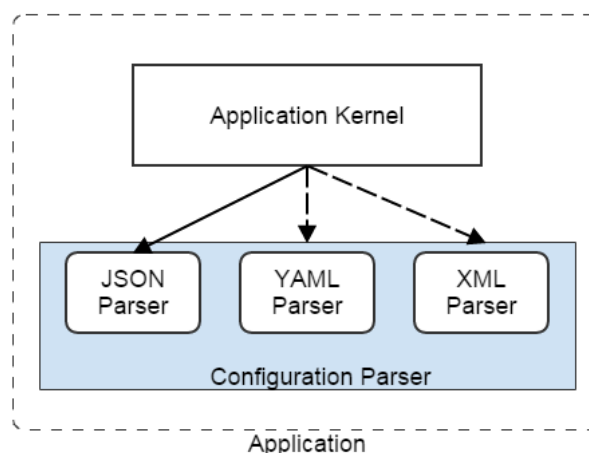 Application Kernel
JSON
Parser
YAML
Parser
XML
Parser
Configuration Parser
Application